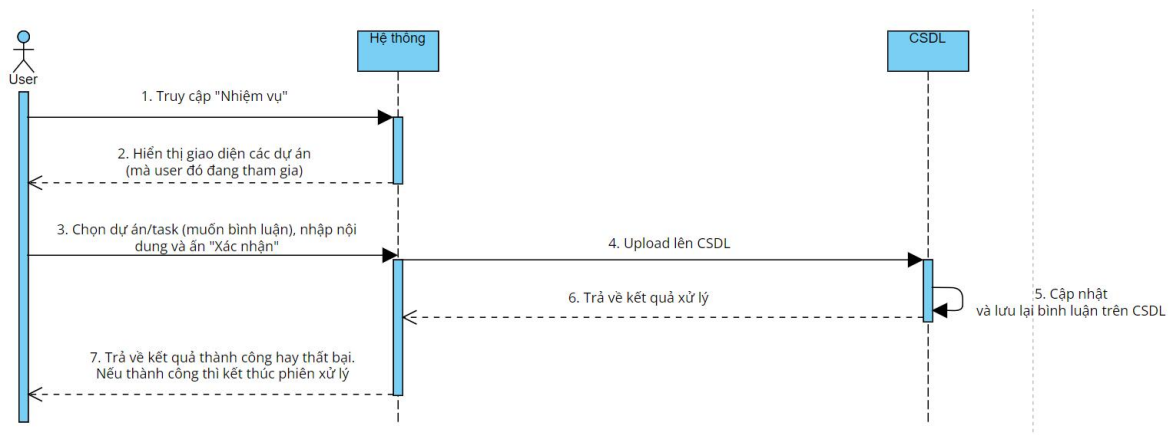 User
Hệ thống
CSDL
1. Truy cập "Nhiệm vụ"
2. Hiển thị giao diện các dự án
(mà user đó đang tham gia)
3. Chọn dự án/task (muốn bình luận), nhập nội
dung và ấn "Xác nhận"
4. Upload lên CSDL
5. Cập nhật
và lưu lại bình luận trên CSDL
6. Trả về kết quả xử lý
7. Trả về kết quả thành công hay thất bại.
Nếu thành công thì kết thúc phiên xử lý